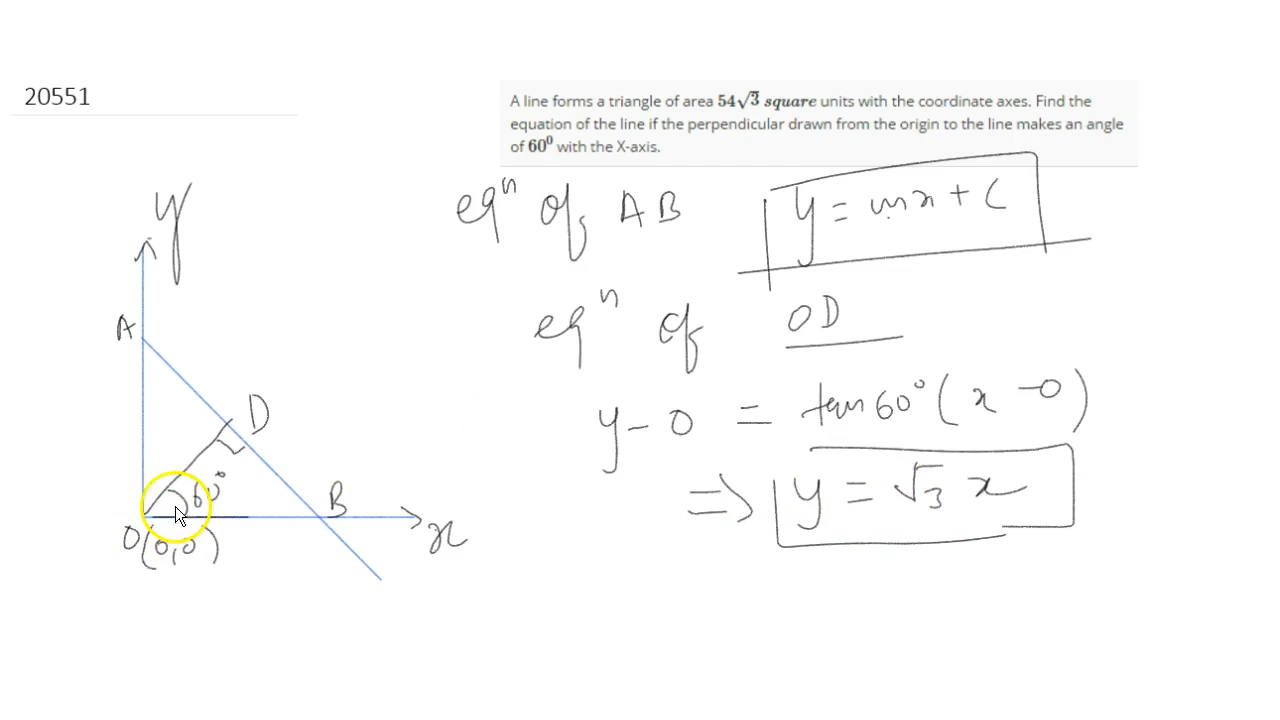 20551
A line forms a triangle of area 54√3 square units with the coordinate axes. Find the
equation of the line if the perpendicular drawn from the origin to the line makes an angle
of 60⁰ with the X-axis.
y
eqⁿ of AB y = mx + c
A
eqⁿ of OD
D
y - 0 = tan 60° ( x - 0 )
60°
B
⇒ y = √3 x
O(0,0)
x